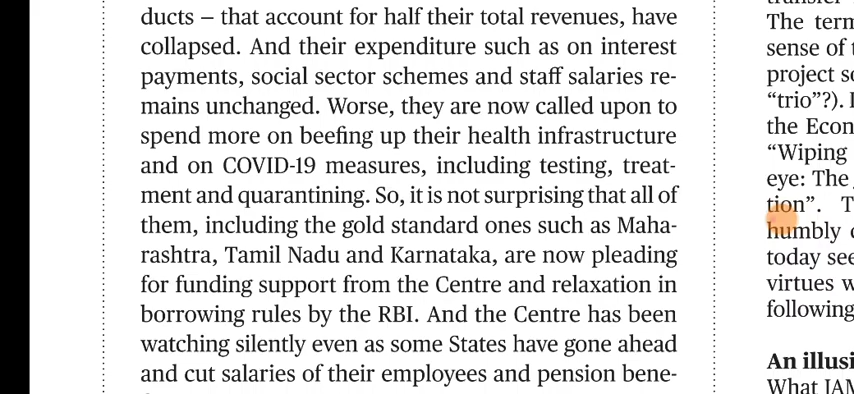 ducts – that account for half their total revenues, have
collapsed. And their expenditure such as on interest
payments, social sector schemes and staff salaries re-
mains unchanged. Worse, they are now called upon to
spend more on beefing up their health infrastructure
and on COVID-19 measures, including testing, treat-
ment and quarantining. So, it is not surprising that all of
them, including the gold standard ones such as Maha-
rashtra, Tamil Nadu and Karnataka, are now pleading
for funding support from the Centre and relaxation in
borrowing rules by the RBI. And the Centre has been
watching silently even as some States have gone ahead
and cut salaries of their employees and pension bene-
The term
sense of
project
“trio”?).
the Econ
“Wiping
eye: The
tion”. T
humbly
today see
virtues w
following
An illusi
What JAM